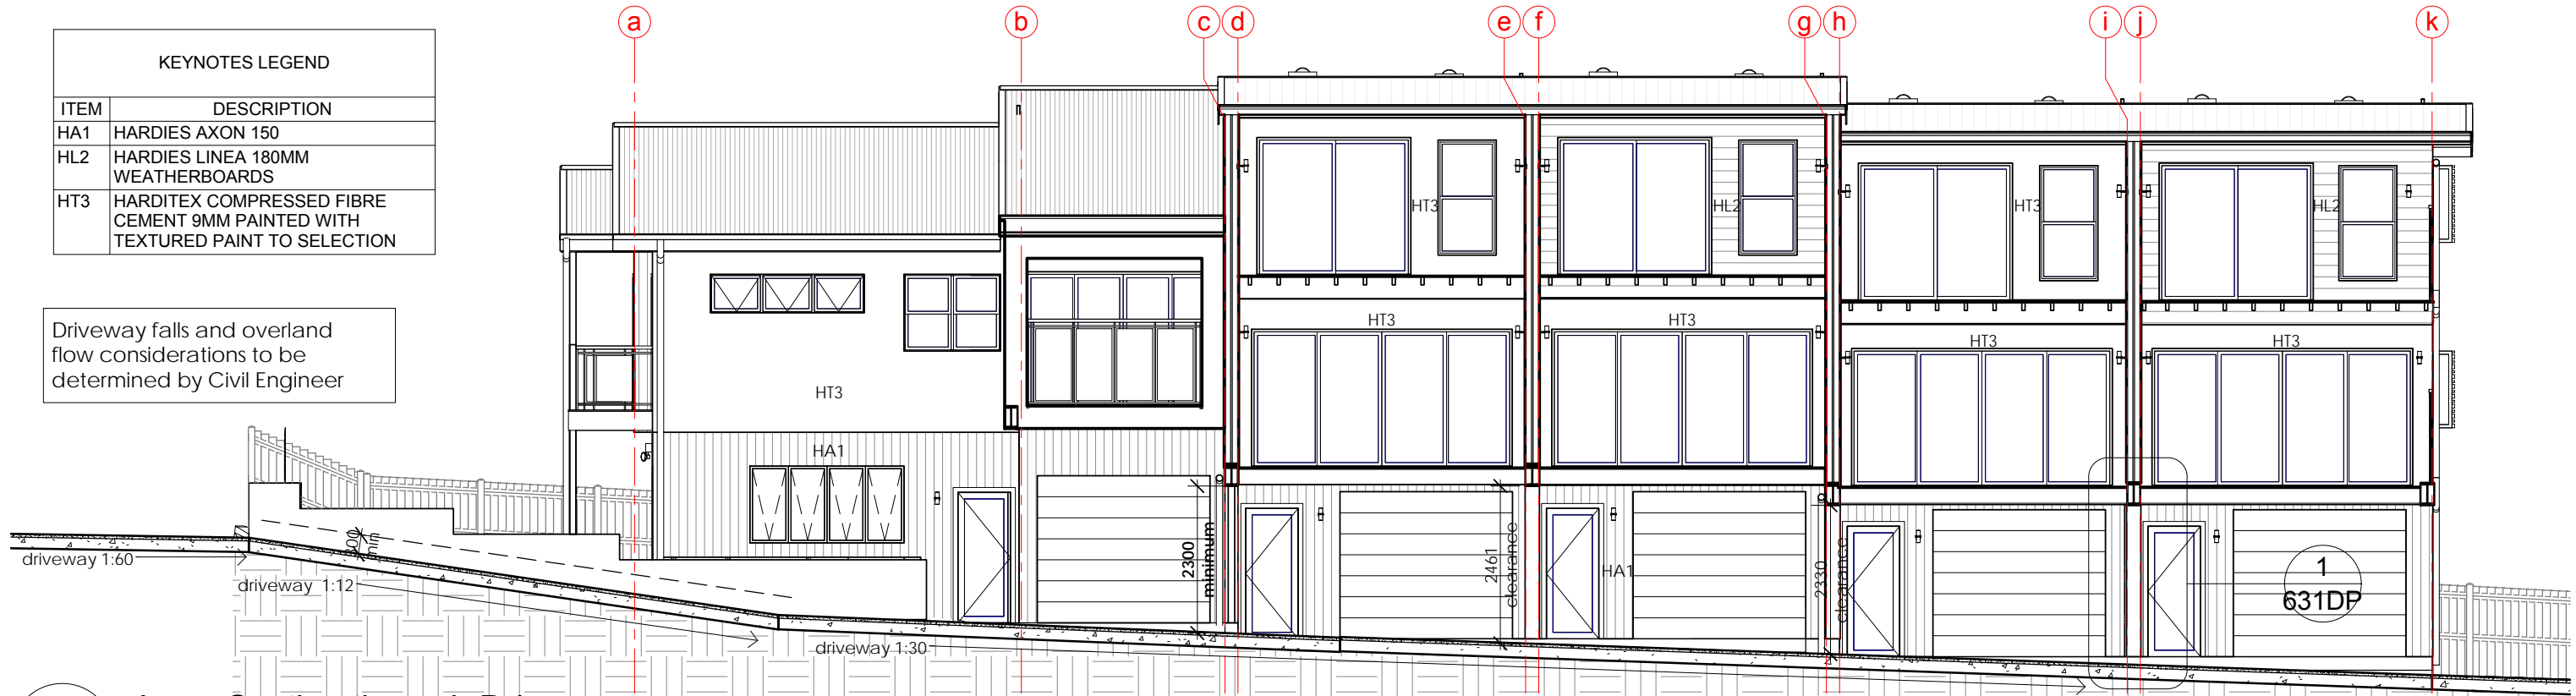 a
b
c
d
e
f
g
h
i
j
k
KEYNOTES LEGEND
ITEM DESCRIPTION
HA1 HARDIES AXON 150
HL2 HARDIES LINEA 180MM
WEATHERBOARDS
HT3 HARDITEX COMPRESSED FIBRE
CEMENT 9MM PAINTED WITH
TEXTURED PAINT TO SELECTION
Driveway falls and overland
flow considerations to be
determined by Civil Engineer
HT3
HL2
HT3
HL2
HT3
HT3
HT3
HT3
HT3
HA1
HA1
driveway 1:60
driveway 1:12
driveway 1:30
min
2300
minimum
2461
clearance
2330
clearance
1
631DP